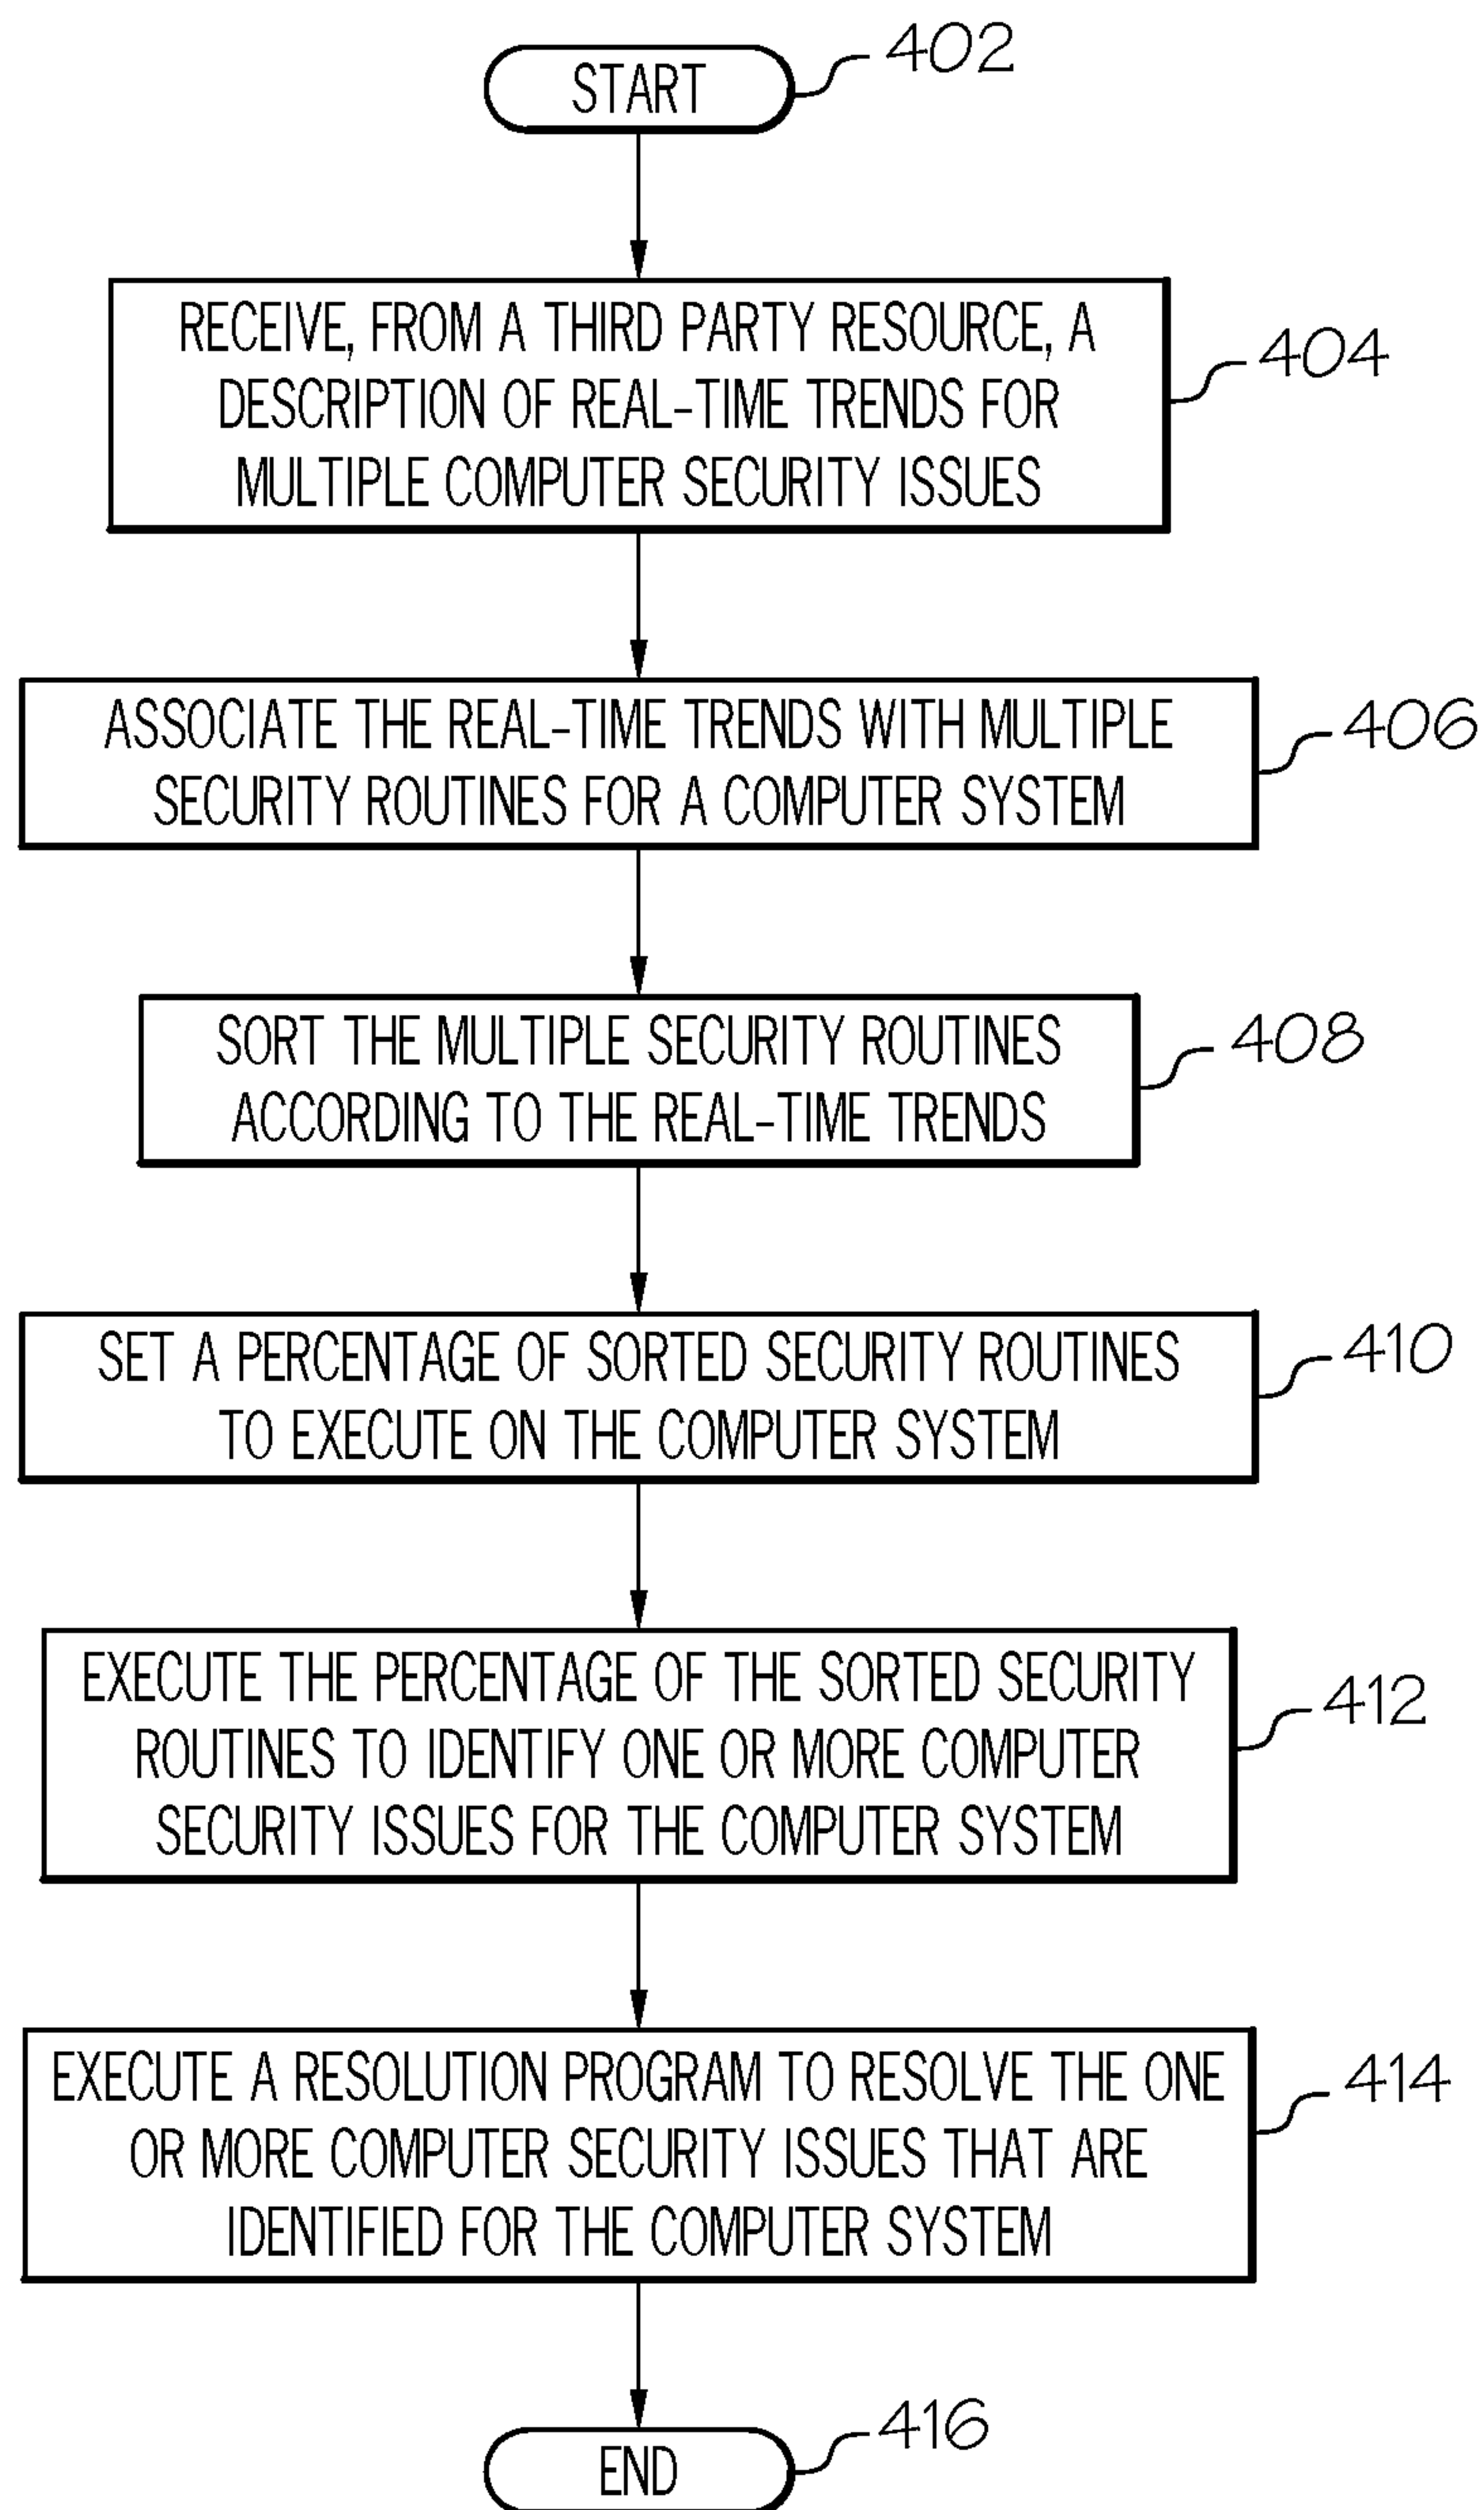 START
402
RECEIVE, FROM A THIRD PARTY RESOURCE, A
DESCRIPTION OF REAL-TIME TRENDS FOR
MULTIPLE COMPUTER SECURITY ISSUES
404
ASSOCIATE THE REAL-TIME TRENDS WITH MULTIPLE
SECURITY ROUTINES FOR A COMPUTER SYSTEM
406
SORT THE MULTIPLE SECURITY ROUTINES
ACCORDING TO THE REAL-TIME TRENDS
408
SET A PERCENTAGE OF SORTED SECURITY ROUTINES
TO EXECUTE ON THE COMPUTER SYSTEM
410
EXECUTE THE PERCENTAGE OF THE SORTED SECURITY
ROUTINES TO IDENTIFY ONE OR MORE COMPUTER
SECURITY ISSUES FOR THE COMPUTER SYSTEM
412
EXECUTE A RESOLUTION PROGRAM TO RESOLVE THE ONE
OR MORE COMPUTER SECURITY ISSUES THAT ARE
IDENTIFIED FOR THE COMPUTER SYSTEM
414
END
416